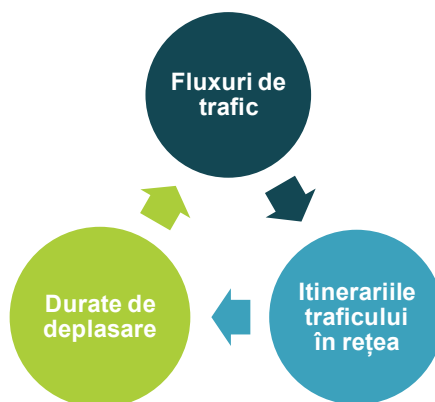 Fluxuri de
trafic
Itinerariile
traficului
în rețea
Durate de
deplasare